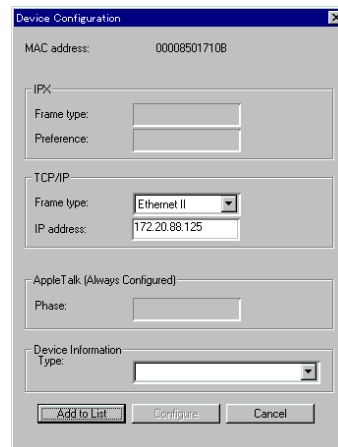 Device Configuration
MAC address: 00008501710B
IPX
Frame type:
Preference:
TCP/IP
Frame type: Ethernet II
IP address: 172.20.88.125
AppleTalk (Always Configured)
Phase:
Device Information
Type:
Add to List Configure Cancel